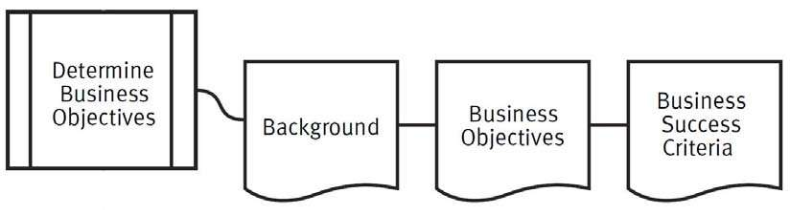 Determine
Business
Objectives
Background
Business
Objectives
Business
Success
Criteria